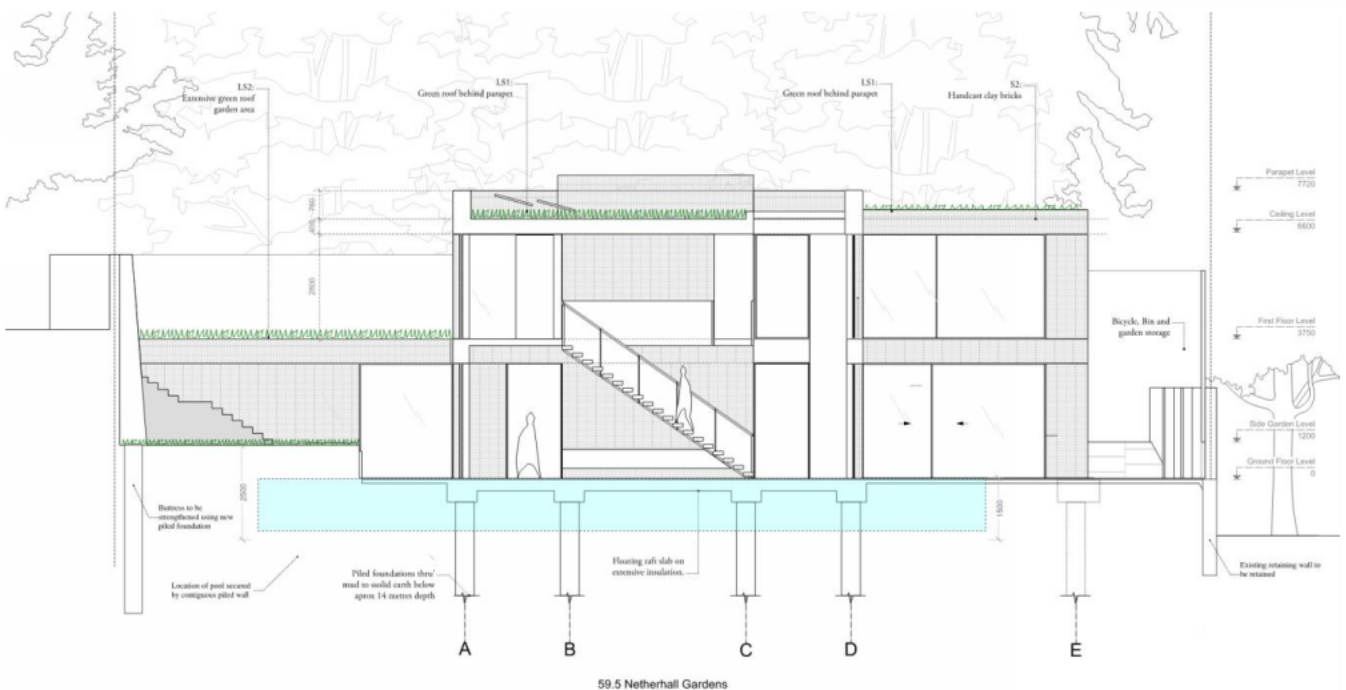 LS2:
Extensive green roof
garden area
LS1:
Green roof behind parapet
LS1:
Green roof behind parapet
S2:
Handcast clay bricks
Parapet Level
7720
Ceiling Level
6600
First Floor Level
3750
Side Garden Level
1200
Ground Floor Level
0
760
400
2800
2500
1500
Bicycle, Bin and
garden storage
Buttress to be
strengthened using new
piled foundation
Location of pool secured
by contiguous piled wall
Piled foundations thru'
mud to ssolid earth below
aprox 14 metres depth
Floating raft slab on
extensive insulation.
Existing retaining wall to
be retained
A
B
C
D
E
59.5 Netherhall Gardens